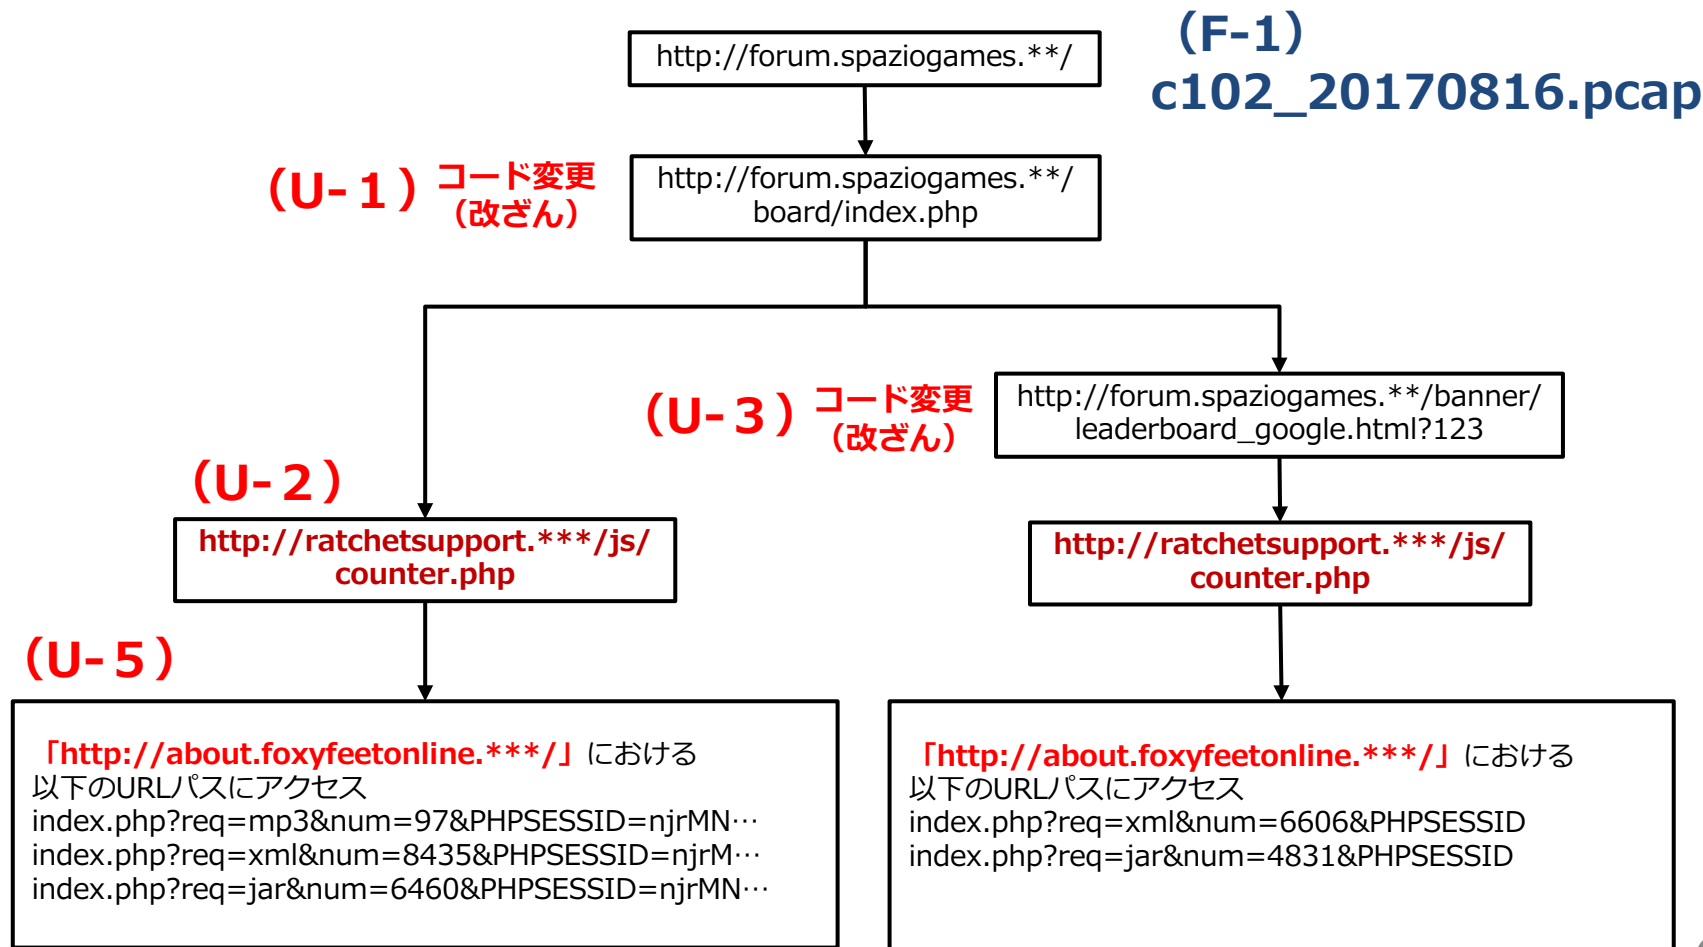 (F-1)
c102_20170816.pcap
http://forum.spaziogames.**/
(U-１)
コード変更
(改ざん)
http://forum.spaziogames.**/
board/index.php
(U-３)
コード変更
(改ざん)
http://forum.spaziogames.**/banner/
leaderboard_google.html?123
(U-２)
http://ratchetsupport.***/js/
counter.php
http://ratchetsupport.***/js/
counter.php
(U-５)
「http://about.foxyfeetonline.***/」における
以下のURLパスにアクセス
index.php?req=mp3&num=97&PHPSESSID=njrMN…
index.php?req=xml&num=8435&PHPSESSID=njrM…
index.php?req=jar&num=6460&PHPSESSID=njrMN…
「http://about.foxyfeetonline.***/」における
以下のURLパスにアクセス
index.php?req=xml&num=6606&PHPSESSID
index.php?req=jar&num=4831&PHPSESSID